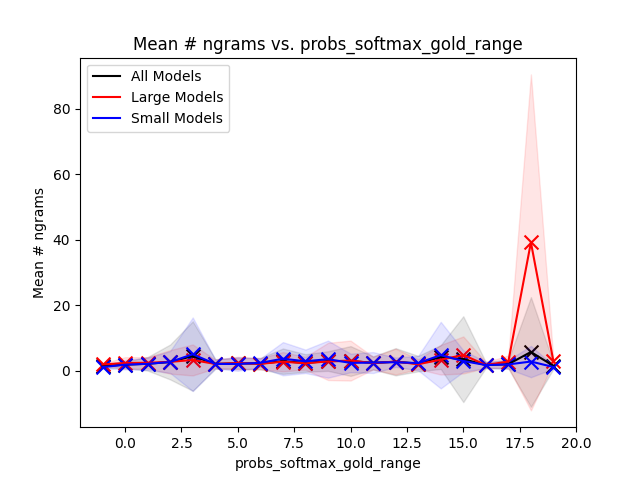 Mean # ngrams vs. probs_softmax_gold_range
All Models
Large Models
Small Models
80
60
40
20
0
Mean # ngrams
0.0 2.5 5.0 7.5 10.0 12.5 15.0 17.5 20.0
probs_softmax_gold_range